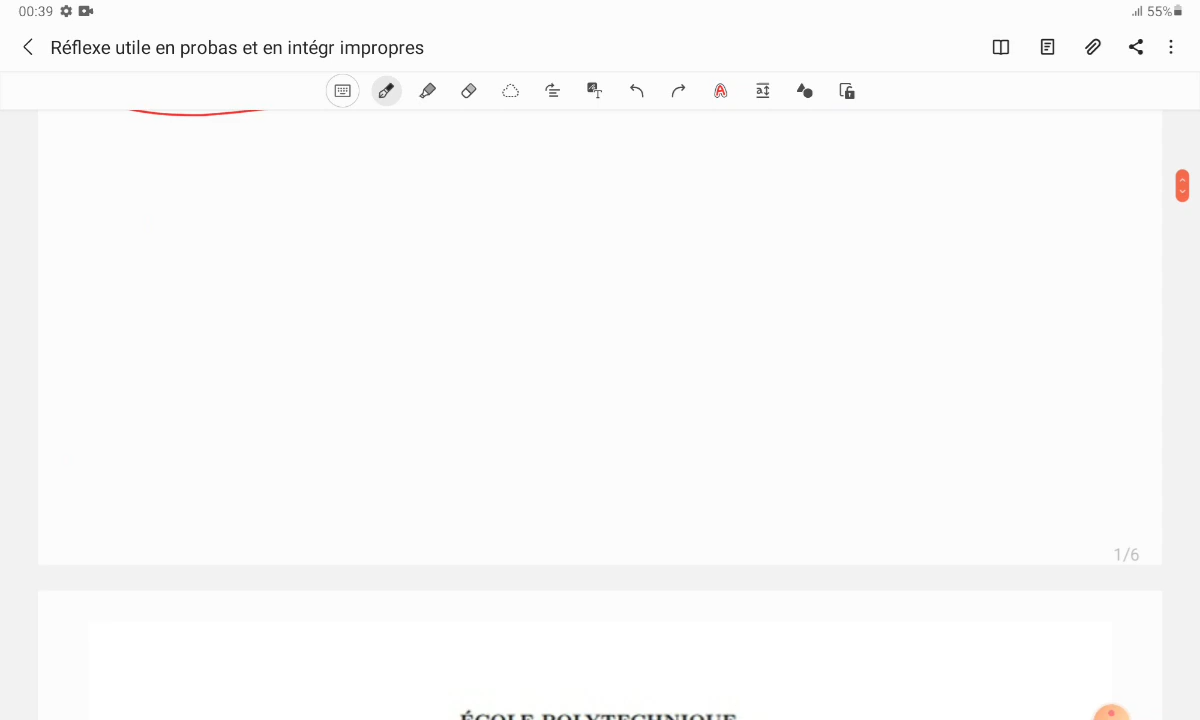 00:39 55%
Réflexe utile en probas et en intégr impropres
1/6
ÉCOLE POLYTECHNIQUE